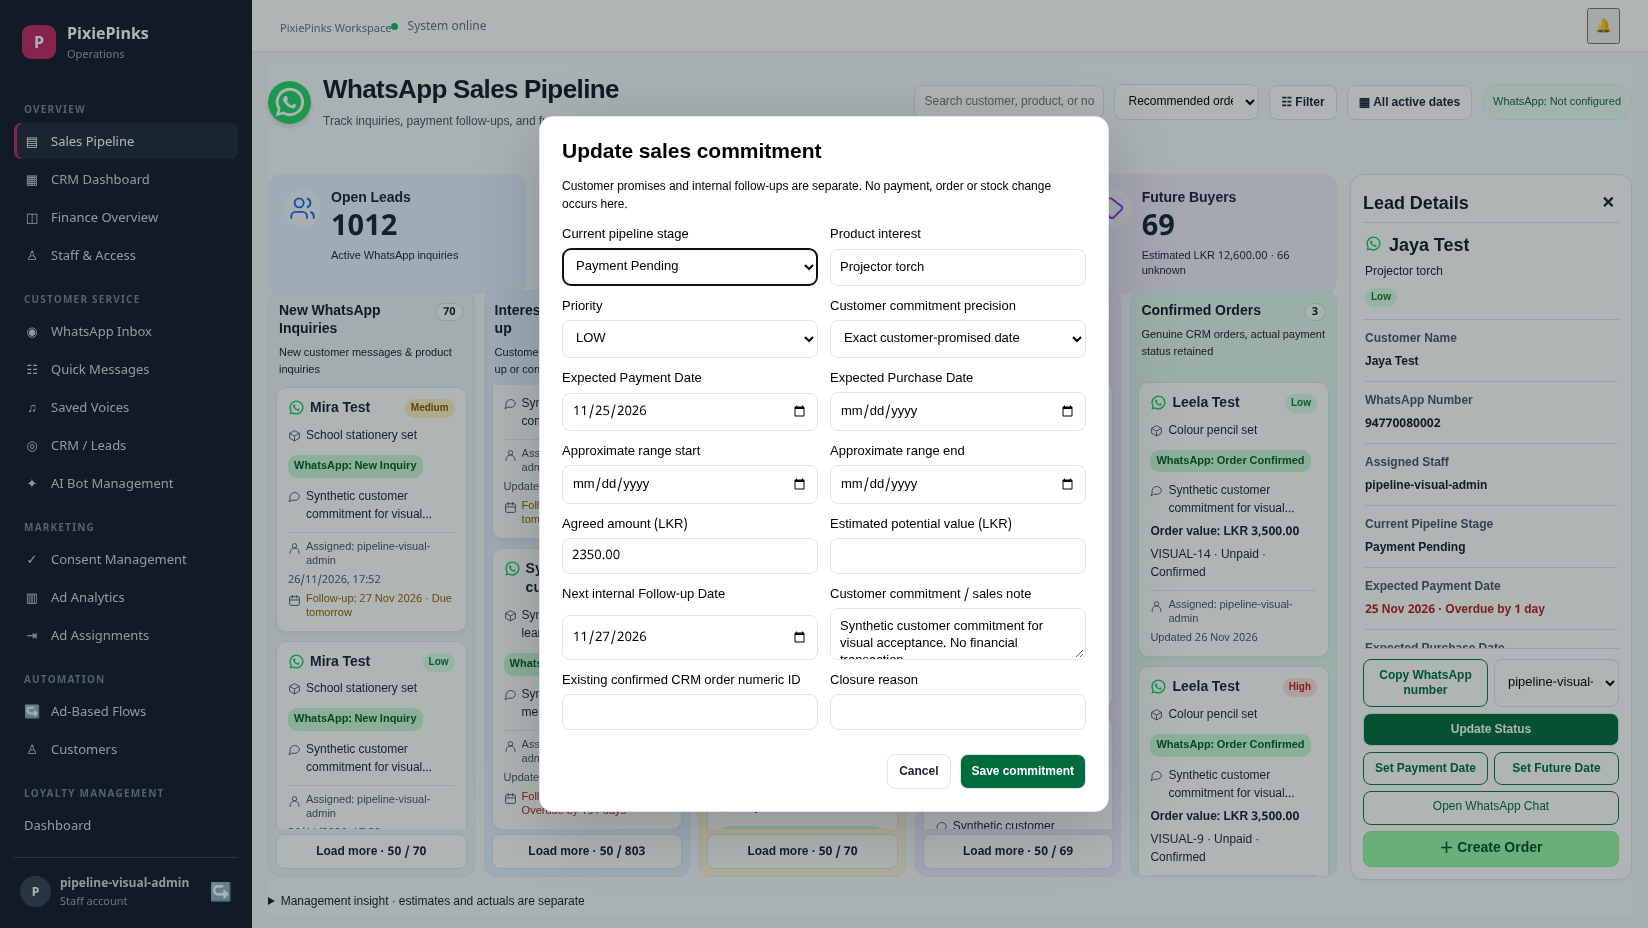 P
PixiePinks
Operations
OVERVIEW
Sales Pipeline
CRM Dashboard
Finance Overview
Staff & Access
CUSTOMER SERVICE
WhatsApp Inbox
Quick Messages
Saved Voices
CRM / Leads
AI Bot Management
MARKETING
Consent Management
Ad Analytics
Ad Assignments
AUTOMATION
Ad-Based Flows
Customers
LOYALTY MANAGEMENT
Dashboard
P
pipeline-visual-admin
Staff account
PixiePinks Workspace
System online
WhatsApp Sales Pipeline
Track inquiries, payment follow-ups, and
Search customer, product, or no
Recommended orde
Filter
All active dates
WhatsApp: Not configured
Open Leads
1012
Active WhatsApp inquiries
Future Buyers
69
Estimated LKR 12,600.00 · 66
unknown
New WhatsApp
Inquiries
70
New customer messages & product
inquiries
Mira Test
Medium
School stationery set
WhatsApp: New Inquiry
Synthetic customer
commitment for visual...
Assigned: pipeline-visual-
admin
26/11/2026, 17:52
Follow-up: 27 Nov 2026 · Due
tomorrow
Mira Test
Low
School stationery set
WhatsApp: New Inquiry
Synthetic customer
commitment for visual...
Assigned: pipeline-visual-
admin
Load more · 50 / 70
up
Load more · 50 / 803
Load more · 50 / 70
Synthetic customer
Load more · 50 / 69
Confirmed Orders
3
Genuine CRM orders, actual payment
status retained
Leela Test
Low
Colour pencil set
WhatsApp: Order Confirmed
Synthetic customer
commitment for visual...
Order value: LKR 3,500.00
VISUAL-14 · Unpaid ·
Confirmed
Assigned: pipeline-visual-
admin
Updated 26 Nov 2026
Leela Test
High
Colour pencil set
WhatsApp: Order Confirmed
Synthetic customer
commitment for visual...
Order value: LKR 3,500.00
VISUAL-9 · Unpaid ·
Confirmed
Update sales commitment
Customer promises and internal follow-ups are separate. No payment, order or stock change
occurs here.
Current pipeline stage
Product interest
Payment Pending
Projector torch
Priority
Customer commitment precision
LOW
Exact customer-promised date
Expected Payment Date
Expected Purchase Date
11/25/2026
mm/dd/yyyy
Approximate range start
Approximate range end
mm/dd/yyyy
mm/dd/yyyy
Agreed amount (LKR)
Estimated potential value (LKR)
2350.00
Next internal Follow-up Date
Customer commitment / sales note
11/27/2026
Synthetic customer commitment for
visual acceptance. No financial
transaction
Existing confirmed CRM order numeric ID
Closure reason
Cancel
Save commitment
Lead Details
Jaya Test
Projector torch
Low
Customer Name
Jaya Test
WhatsApp Number
94770080002
Assigned Staff
pipeline-visual-admin
Current Pipeline Stage
Payment Pending
Expected Payment Date
25 Nov 2026 · Overdue by 1 day
Expected Purchase Date
Copy WhatsApp
number
pipeline-visual-
Update Status
Set Payment Date
Set Future Date
Open WhatsApp Chat
+ Create Order
Management insight · estimates and actuals are separate